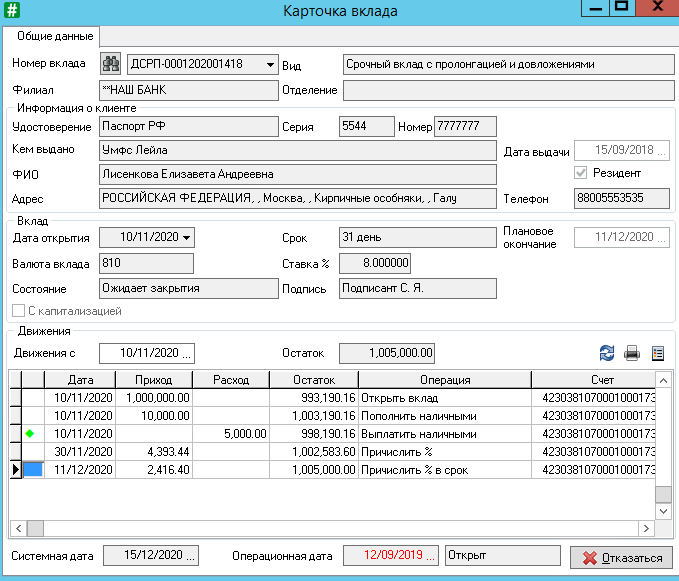 Карточка вклада
Общие данные
Номер вклада ДСРП-0001202001418 Вид Срочный вклад с пролонгацией и довложениями
Филиал **НАШ БАНК Отделение
Информация о клиенте
Удостоверение Паспорт РФ Серия 5544 Номер 7777777
Кем выдано Умфс Лейла Дата выдачи 15/09/2018 ...
ФИО Лисенкова Елизавета Андреевна Резидент
Адрес РОССИЙСКАЯ ФЕДЕРАЦИЯ, , Москва, , Кирпичные особняки, , Галу Телефон 88005553535
Вклад
Дата открытия 10/11/2020 Срок 31 день Плановое окончание 11/12/2020 ...
Валюта вклада 810 Ставка % 8.000000
Состояние Ожидает закрытия Подпись Подписант С. Я.
С капитализацией
Движения
Движения с 10/11/2020 ... Остаток 1,005,000.00
Дата Приход Расход Остаток Операция Счет
10/11/2020 1,000,000.00 993,190.16 Открыть вклад 4230381070001000173
10/11/2020 10,000.00 1,003,190.16 Пополнить наличными 4230381070001000173
10/11/2020 5,000.00 998,190.16 Выплатить наличными 4230381070001000173
30/11/2020 4,393.44 1,002,583.60 Причислить % 4230381070001000173
11/12/2020 2,416.40 1,005,000.00 Причислить % в срок 4230381070001000173
Системная дата 15/12/2020 ... Операционная дата 12/09/2019 ... Открыт Отказаться